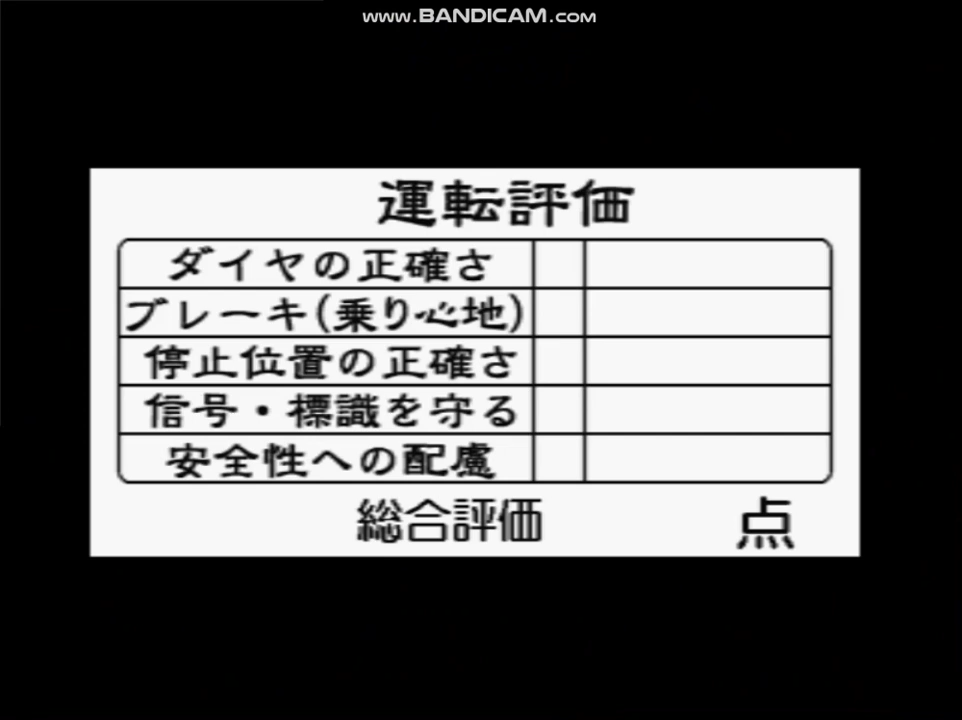 WWW.BANDICAM.COM
運転評価
ダイヤの正確さ
ブレーキ(乗り心地)
停止位置の正確さ
信号・標識を守る
安全性への配慮
総合評価 点